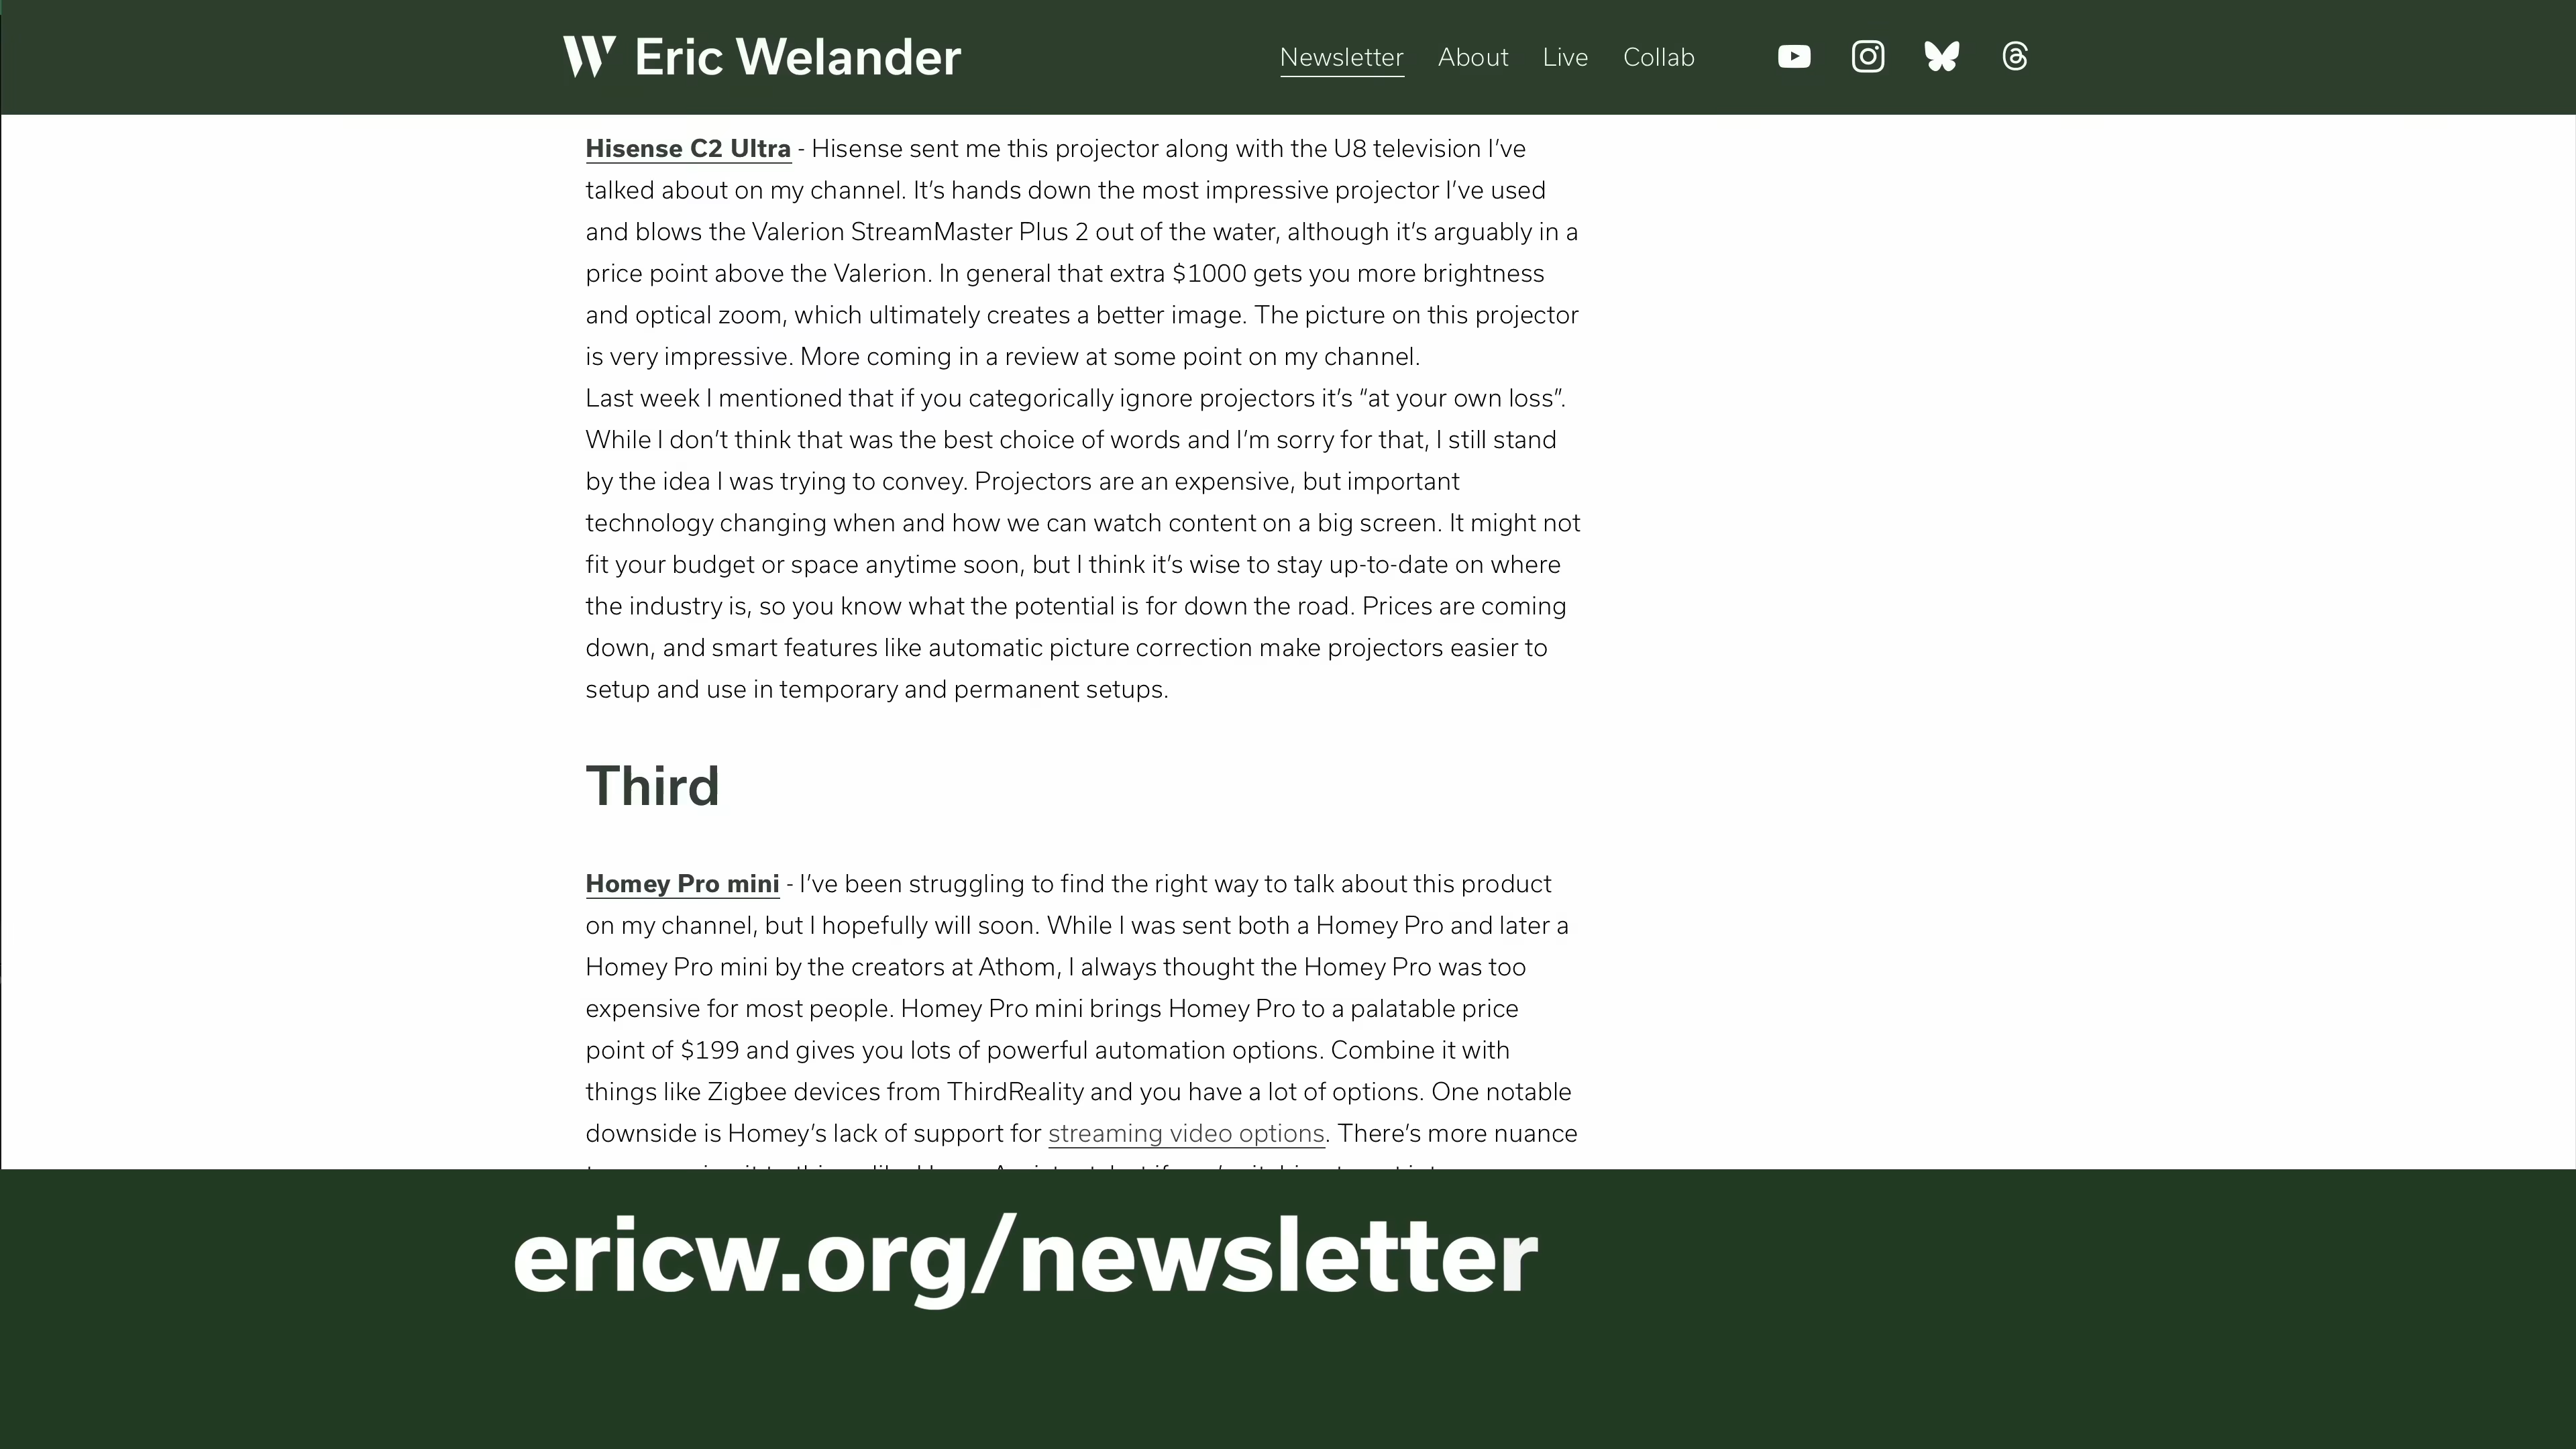 Eric Welander
Newsletter About Live Collab
Hisense C2 Ultra - Hisense sent me this projector along with the U8 television I’ve
talked about on my channel. It’s hands down the most impressive projector I’ve used
and blows the Valerion StreamMaster Plus 2 out of the water, although it’s arguably in a
price point above the Valerion. In general that extra $1000 gets you more brightness
and optical zoom, which ultimately creates a better image. The picture on this projector
is very impressive. More coming in a review at some point on my channel.
Last week I mentioned that if you categorically ignore projectors it’s “at your own loss”.
While I don’t think that was the best choice of words and I’m sorry for that, I still stand
by the idea I was trying to convey. Projectors are an expensive, but important
technology changing when and how we can watch content on a big screen. It might not
fit your budget or space anytime soon, but I think it’s wise to stay up-to-date on where
the industry is, so you know what the potential is for down the road. Prices are coming
down, and smart features like automatic picture correction make projectors easier to
setup and use in temporary and permanent setups.
Third
Homey Pro mini - I’ve been struggling to find the right way to talk about this product
on my channel, but I hopefully will soon. While I was sent both a Homey Pro and later a
Homey Pro mini by the creators at Athom, I always thought the Homey Pro was too
expensive for most people. Homey Pro mini brings Homey Pro to a palatable price
point of $199 and gives you lots of powerful automation options. Combine it with
things like Zigbee devices from ThirdReality and you have a lot of options. One notable
downside is Homey’s lack of support for streaming video options. There’s more nuance
ericw.org/newsletter